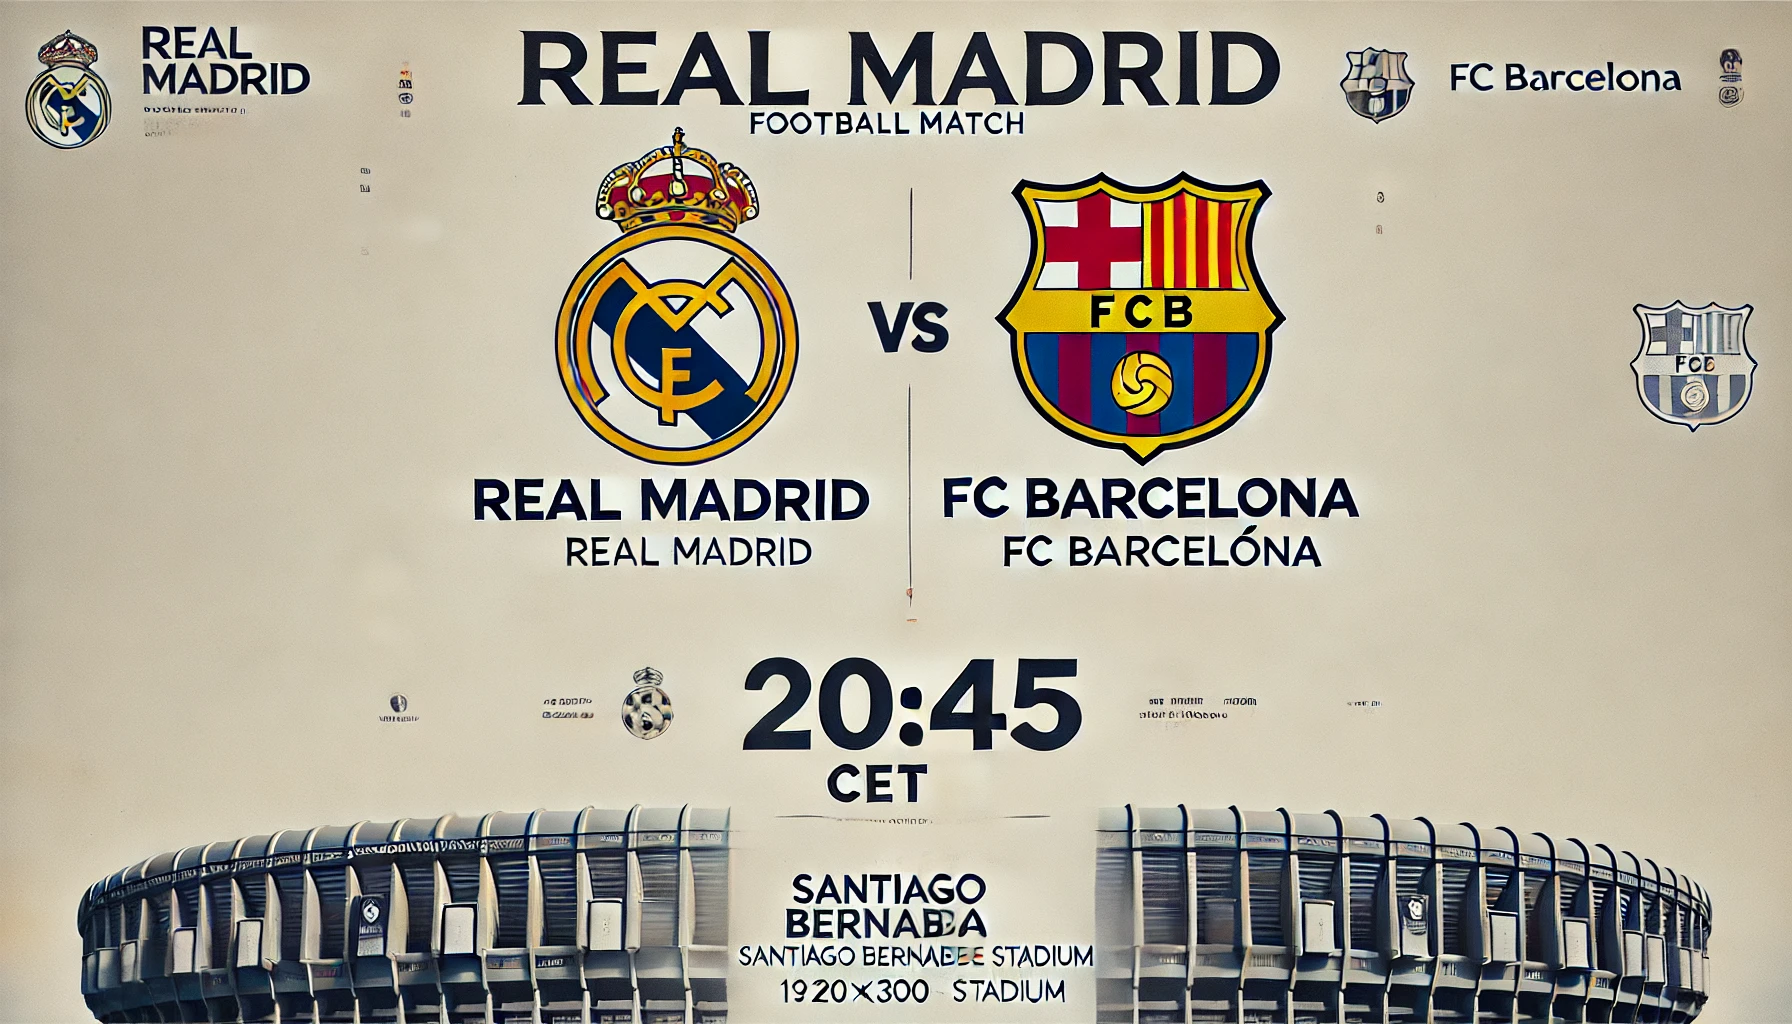 REAL
MADRID
REAL MADRID
FOOTBALL MATCH
FC Barcelona
FCB
VS
REAL MADRID
REAL MADRID
FC BARCELONA
FC BARCELÓNA
20:45
CET
SANTIAGO
SANTIAGO BERNABEE STADIUM
1920×300 STADIUM